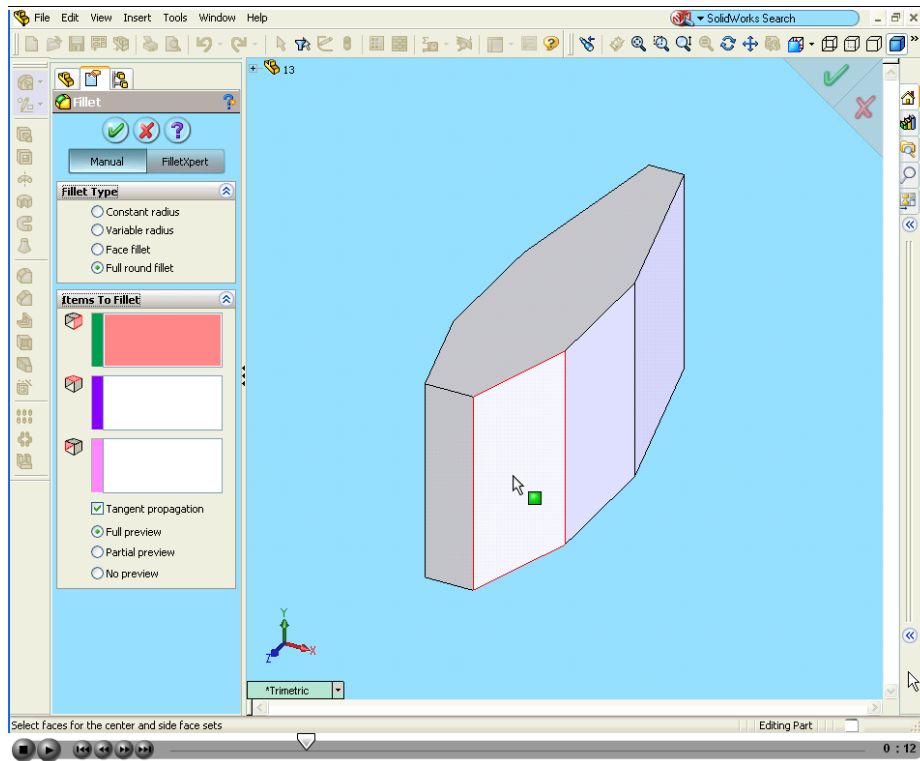 File Edit View Insert Tools Window Help SolidWorks Search
13
Fillet
Manual FilletXpert
Fillet Type
Constant radius
Variable radius
Face fillet
Full round fillet
Items To Fillet
Tangent propagation
Full preview
Partial preview
No preview
Y
X
Z
*Trimetric
Select faces for the center and side face sets Editing Part
0 : 12